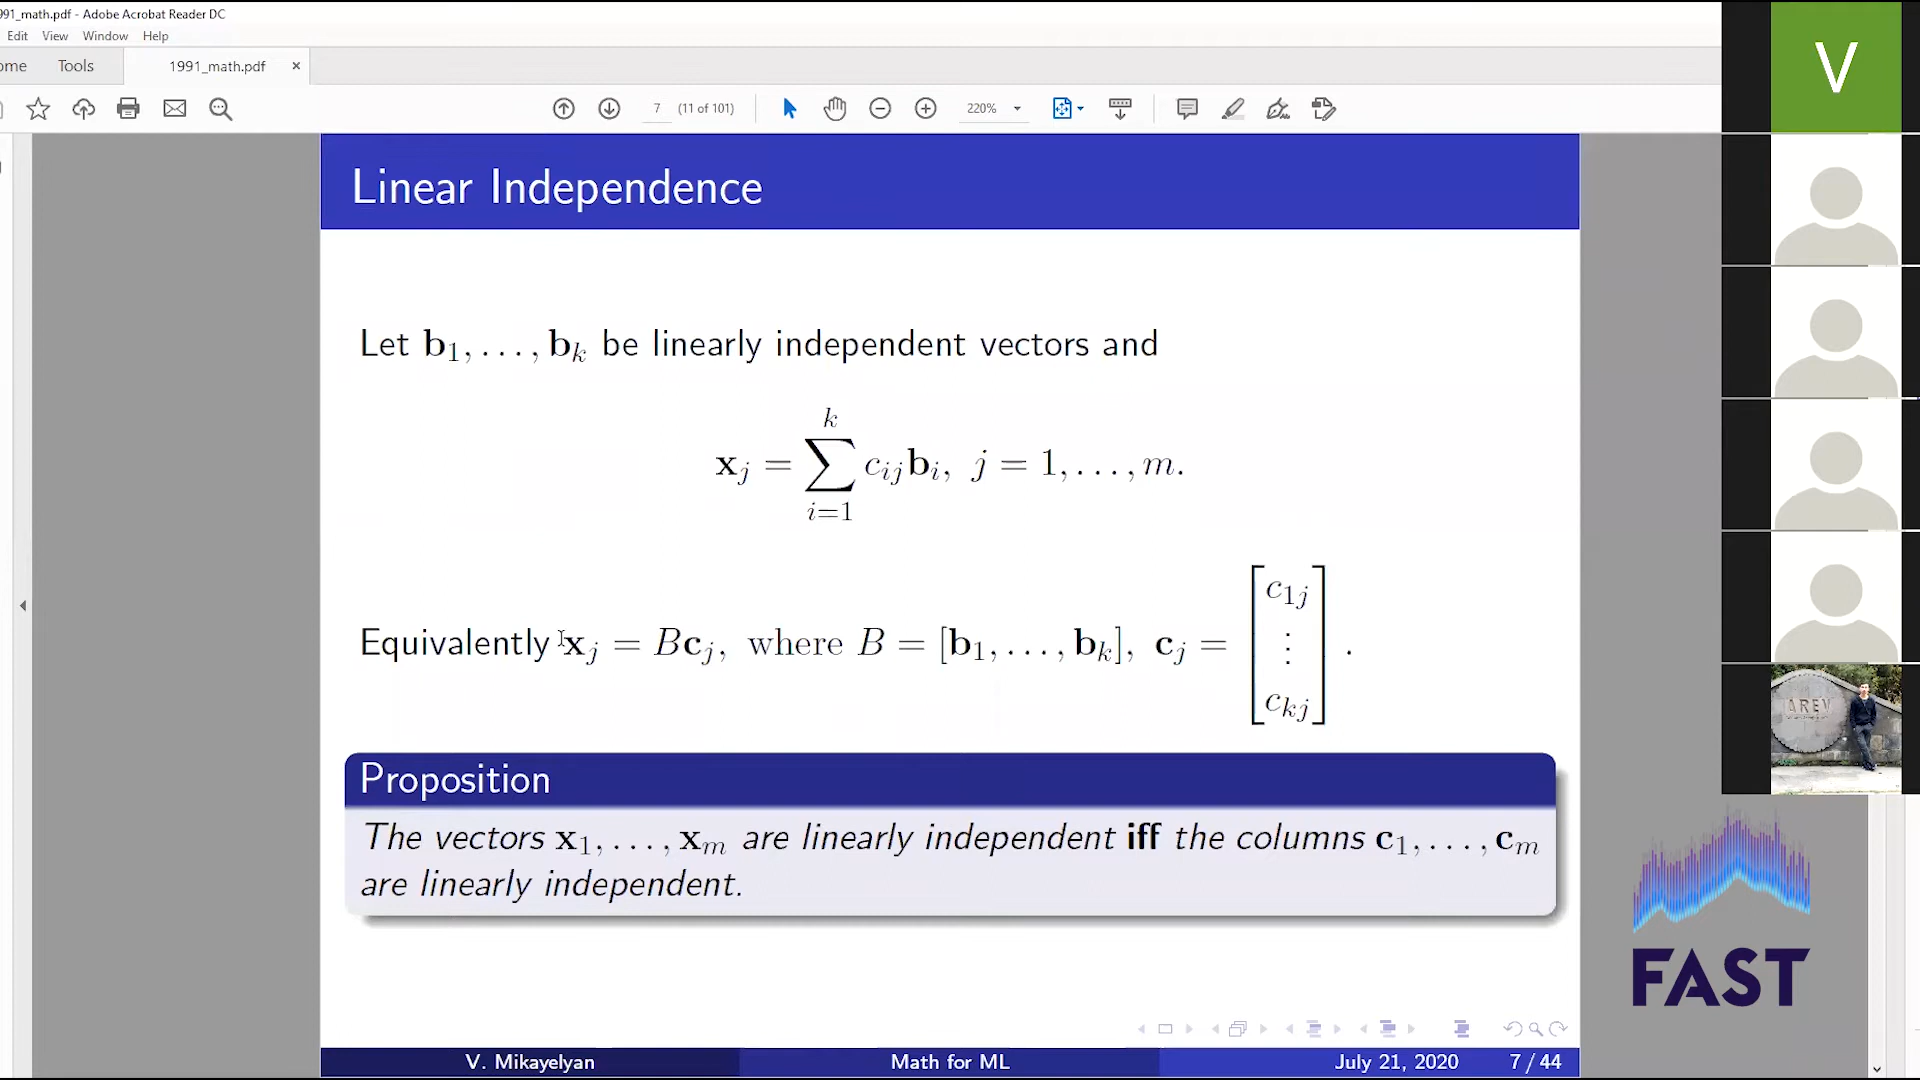 991_math.pdf - Adobe Acrobat Reader DC
Edit View Window Help
ome Tools 1991_math.pdf ×
7 (11 of 101) 220%
V
Linear Independence
Let b₁, . . . , bₖ be linearly independent vectors and
xⱼ = ∑ᵢ₌₁ᵏ cᵢⱼbᵢ, j = 1, . . . , m.
Equivalently xⱼ = Bcⱼ, where B = [b₁, . . . , bₖ], cⱼ = [c₁ⱼ ⋮ cₖⱼ] .
Proposition
The vectors x₁, . . . , xₘ are linearly independent iff the columns c₁, . . . , cₘ
are linearly independent.
V. Mikayelyan Math for ML July 21, 2020 7 / 44
AREV
FAST